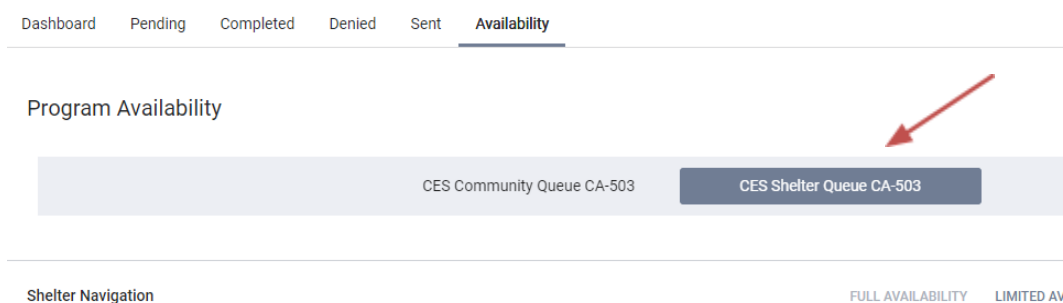 Dashboard Pending Completed Denied Sent Availability
Program Availability
CES Community Queue CA-503 CES Shelter Queue CA-503
Shelter Navigation FULL AVAILABILITY LIMITED AV